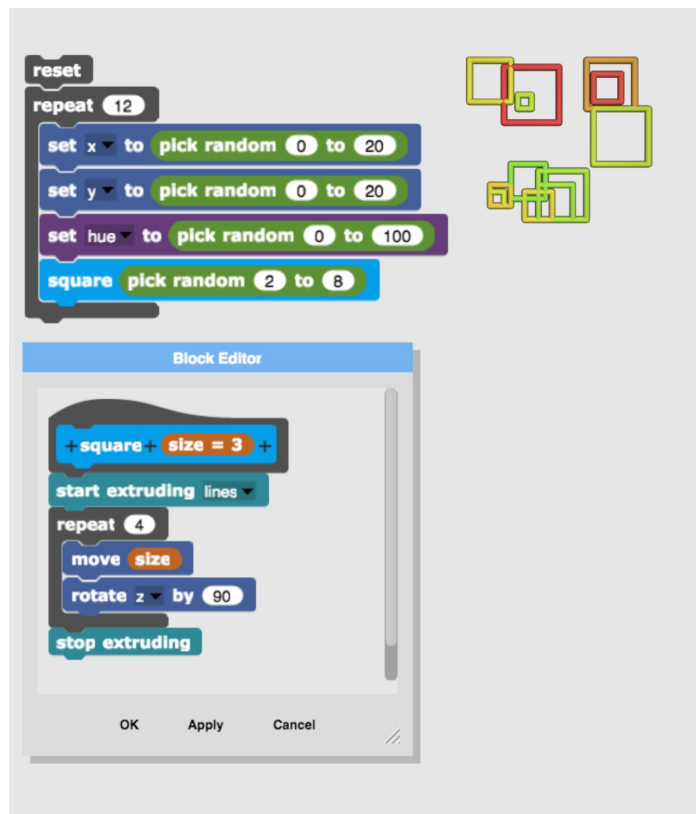 reset
repeat 12
set x to pick random 0 to 20
set y to pick random 0 to 20
set hue to pick random 0 to 100
square pick random 2 to 8
Block Editor
+ square + size = 3 +
start extruding lines
repeat 4
move size
rotate z by 90
stop extruding
OK Apply Cancel